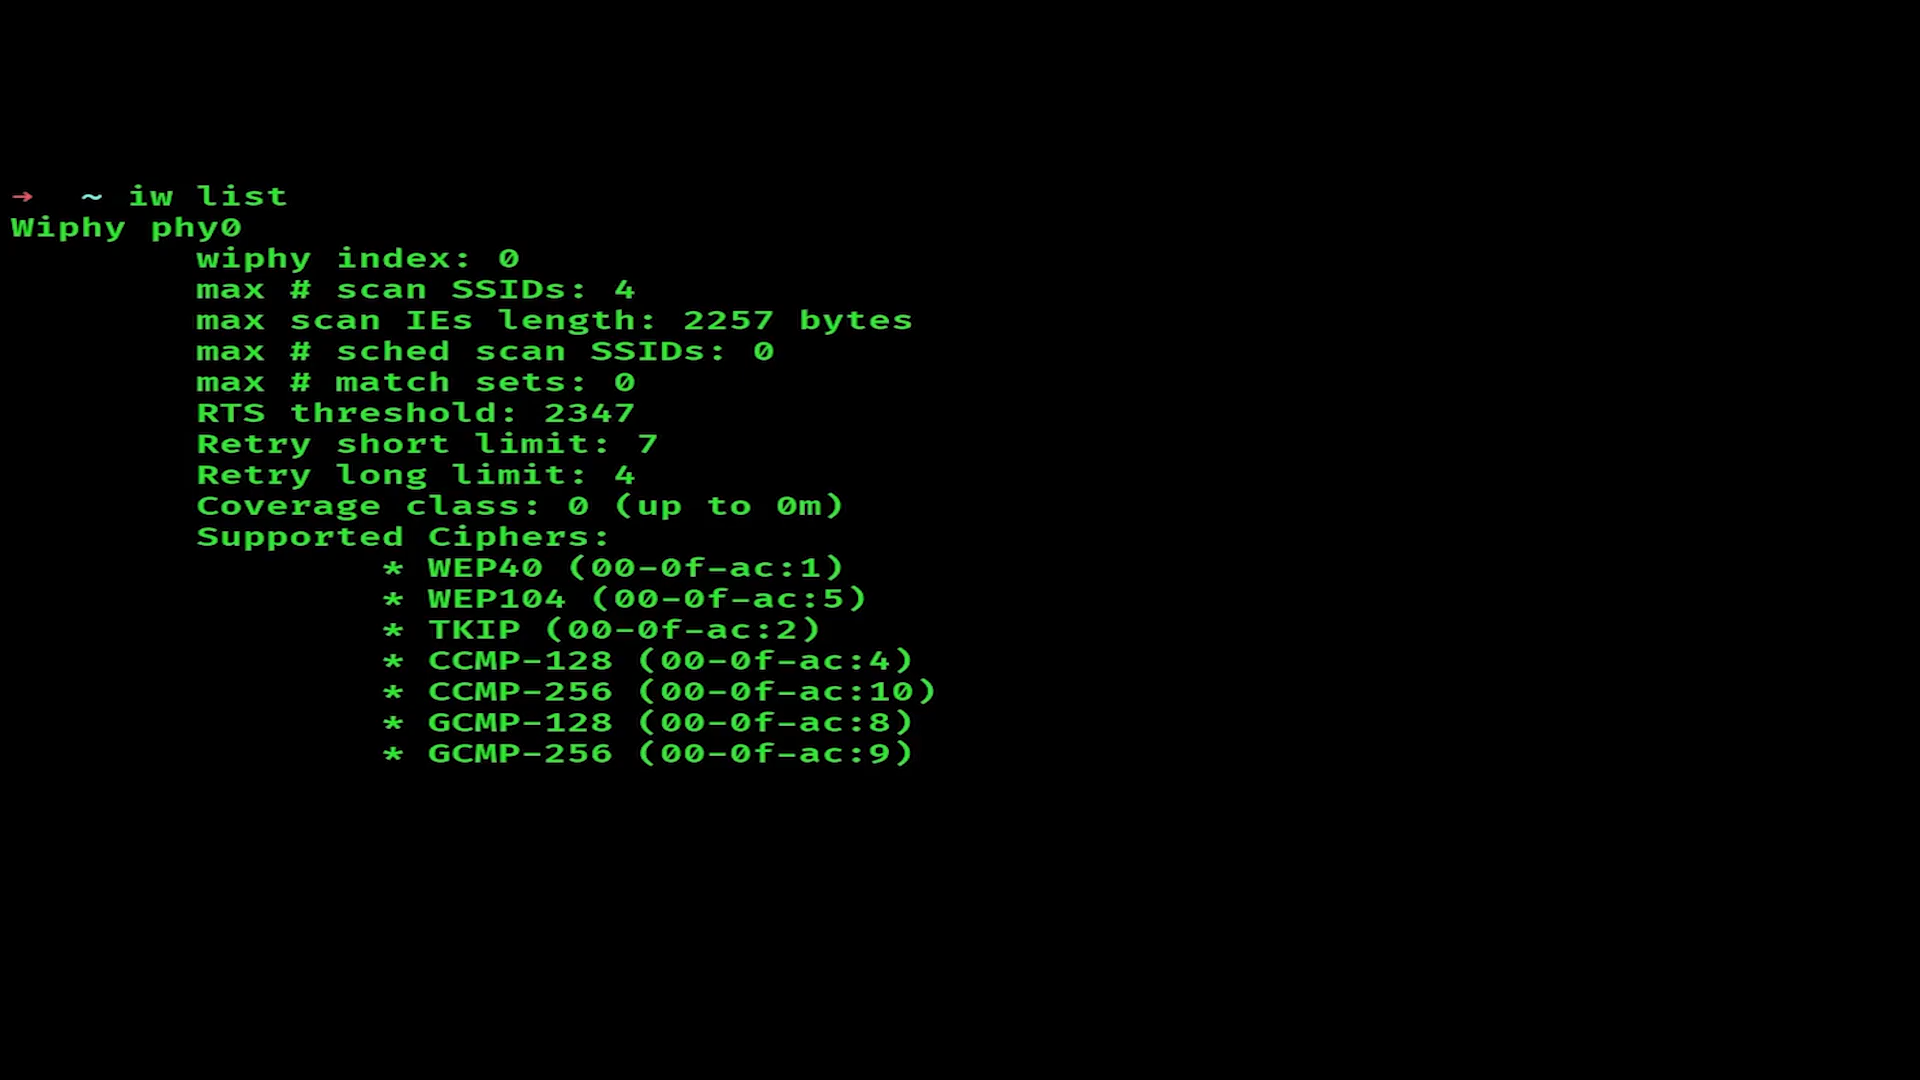 → ~ iw list
Wiphy phy0
wiphy index: 0
max # scan SSIDs: 4
max scan IEs length: 2257 bytes
max # sched scan SSIDs: 0
max # match sets: 0
RTS threshold: 2347
Retry short limit: 7
Retry long limit: 4
Coverage class: 0 (up to 0m)
Supported Ciphers:
* WEP40 (00-0f-ac:1)
* WEP104 (00-0f-ac:5)
* TKIP (00-0f-ac:2)
* CCMP-128 (00-0f-ac:4)
* CCMP-256 (00-0f-ac:10)
* GCMP-128 (00-0f-ac:8)
* GCMP-256 (00-0f-ac:9)